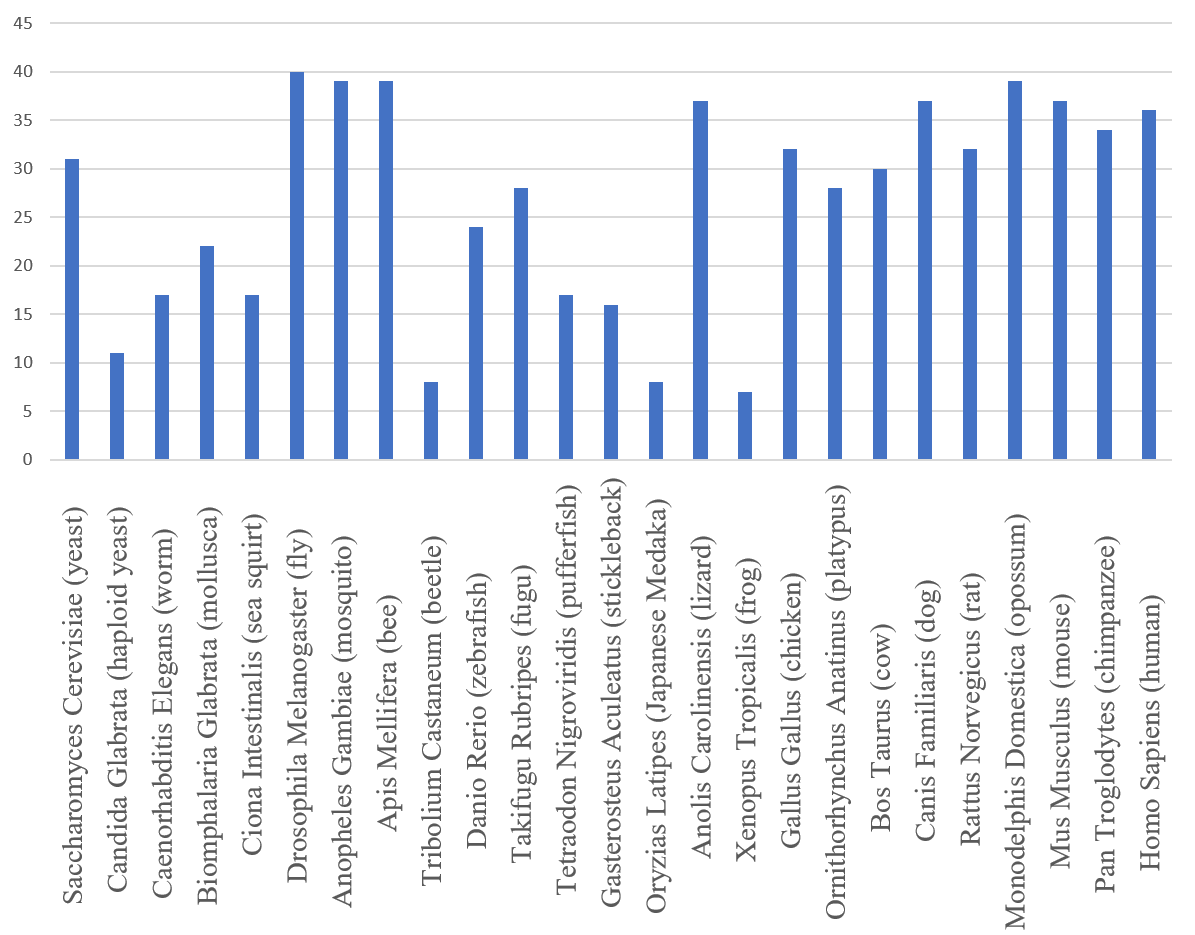 45
40
35
30
25
20
15
10
5
0
Saccharomyces Cerevisiae (yeast)
Candida Glabrata (haploid yeast)
Caenorhabditis Elegans (worm)
Biomphalaria Glabrata (mollusca)
Ciona Intestinalis (sea squirt)
Drosophila Melanogaster (fly)
Anopheles Gambiae (mosquito)
Apis Mellifera (bee)
Tribolium Castaneum (beetle)
Danio Rerio (zebrafish)
Takifugu Rubripes (fugu)
Tetraodon Nigroviridis (pufferfish)
Gasterosteus Aculeatus (stickleback)
Oryzias Latipes (Japanese Medaka)
Anolis Carolinensis (lizard)
Xenopus Tropicalis (frog)
Gallus Gallus (chicken)
Ornithorhynchus Anatinus (platypus)
Bos Taurus (cow)
Canis Familiaris (dog)
Rattus Norvegicus (rat)
Monodelphis Domestica (opossum)
Mus Musculus (mouse)
Pan Troglodytes (chimpanzee)
Homo Sapiens (human)